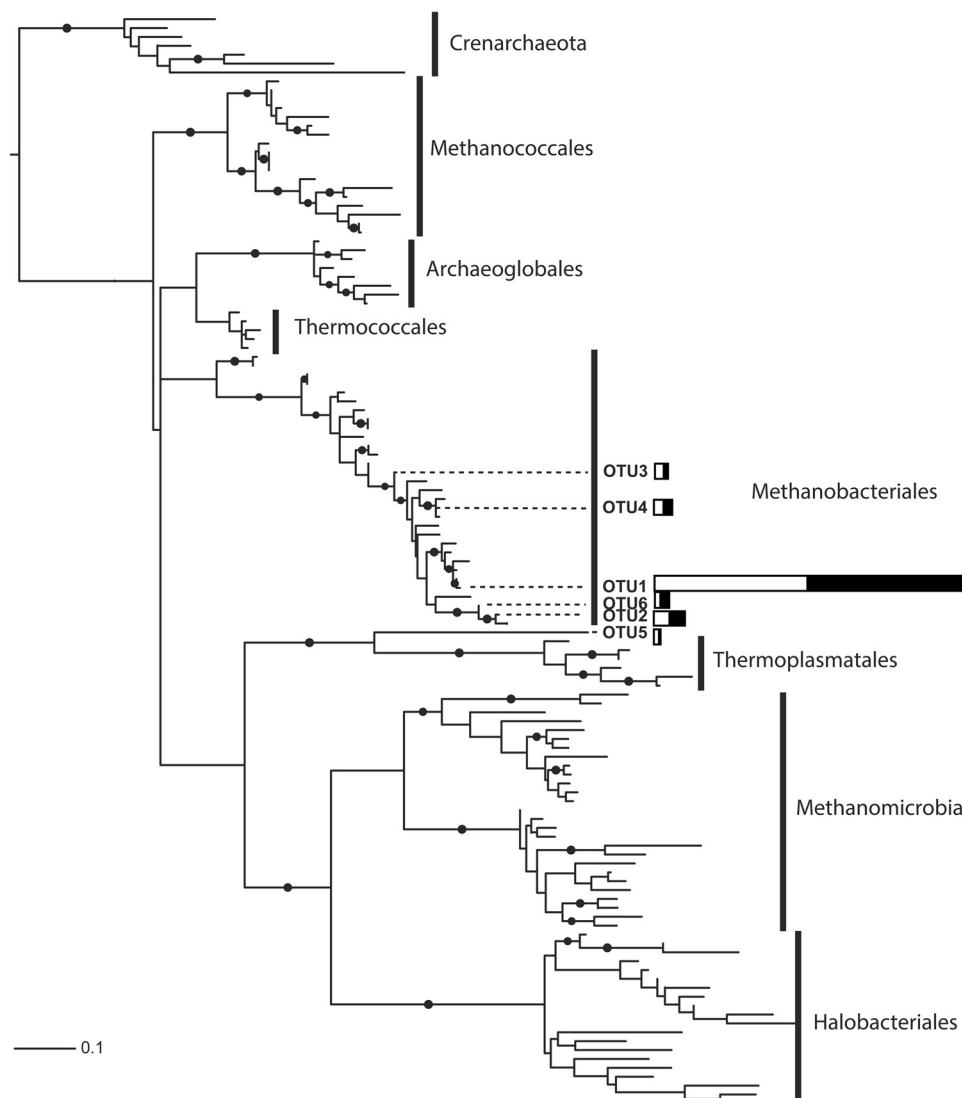 Crenarchaeota
Methanococcales
Archaeoglobales
Thermococcales
OTU3
Methanobacteriales
OTU4
OTU1
OTU6
OTU2
OTU5
Thermoplasmatales
Methanomicrobia
Halobacteriales
0.1